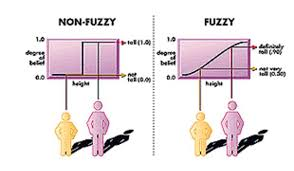 NON-FUZZY
1.0
degree
of
belief
0.0
height
tall (1.0)
not
tall (0.0)
FUZZY
1.0
degree
of
belief
0.0
height
definitely
tall (.90)
not very
tall (0.30)